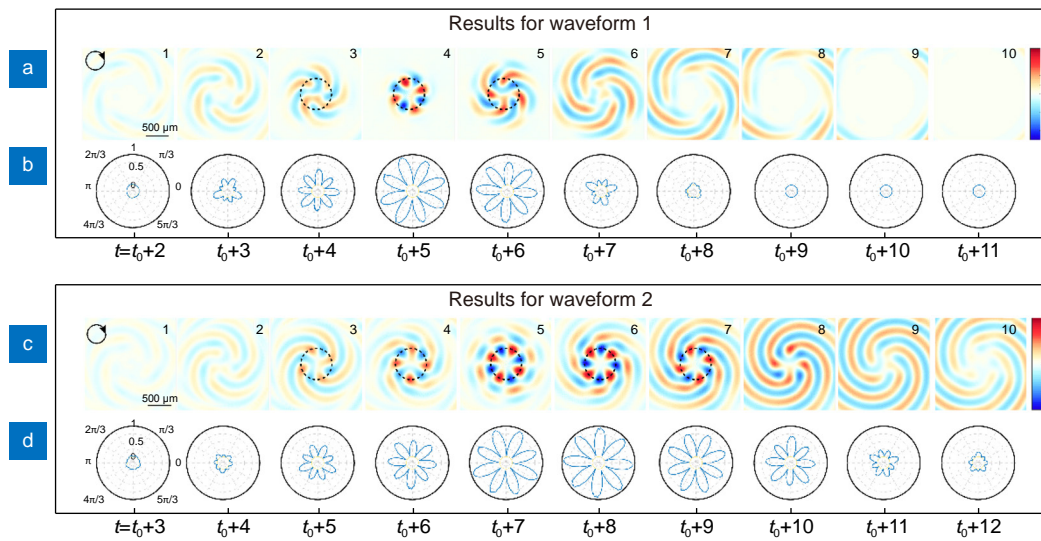 Results for waveform 1
a
1 2 3 4 5 6 7 8 9 10
500 μm
b
2π/3 1 π/3
0.5
π 0 0
4π/3 5π/3
t=t₀+2 t₀+3 t₀+4 t₀+5 t₀+6 t₀+7 t₀+8 t₀+9 t₀+10 t₀+11
Results for waveform 2
c
1 2 3 4 5 6 7 8 9 10
500 μm
d
2π/3 1 π/3
0.5
π 0 0
4π/3 5π/3
t=t₀+3 t₀+4 t₀+5 t₀+6 t₀+7 t₀+8 t₀+9 t₀+10 t₀+11 t₀+12